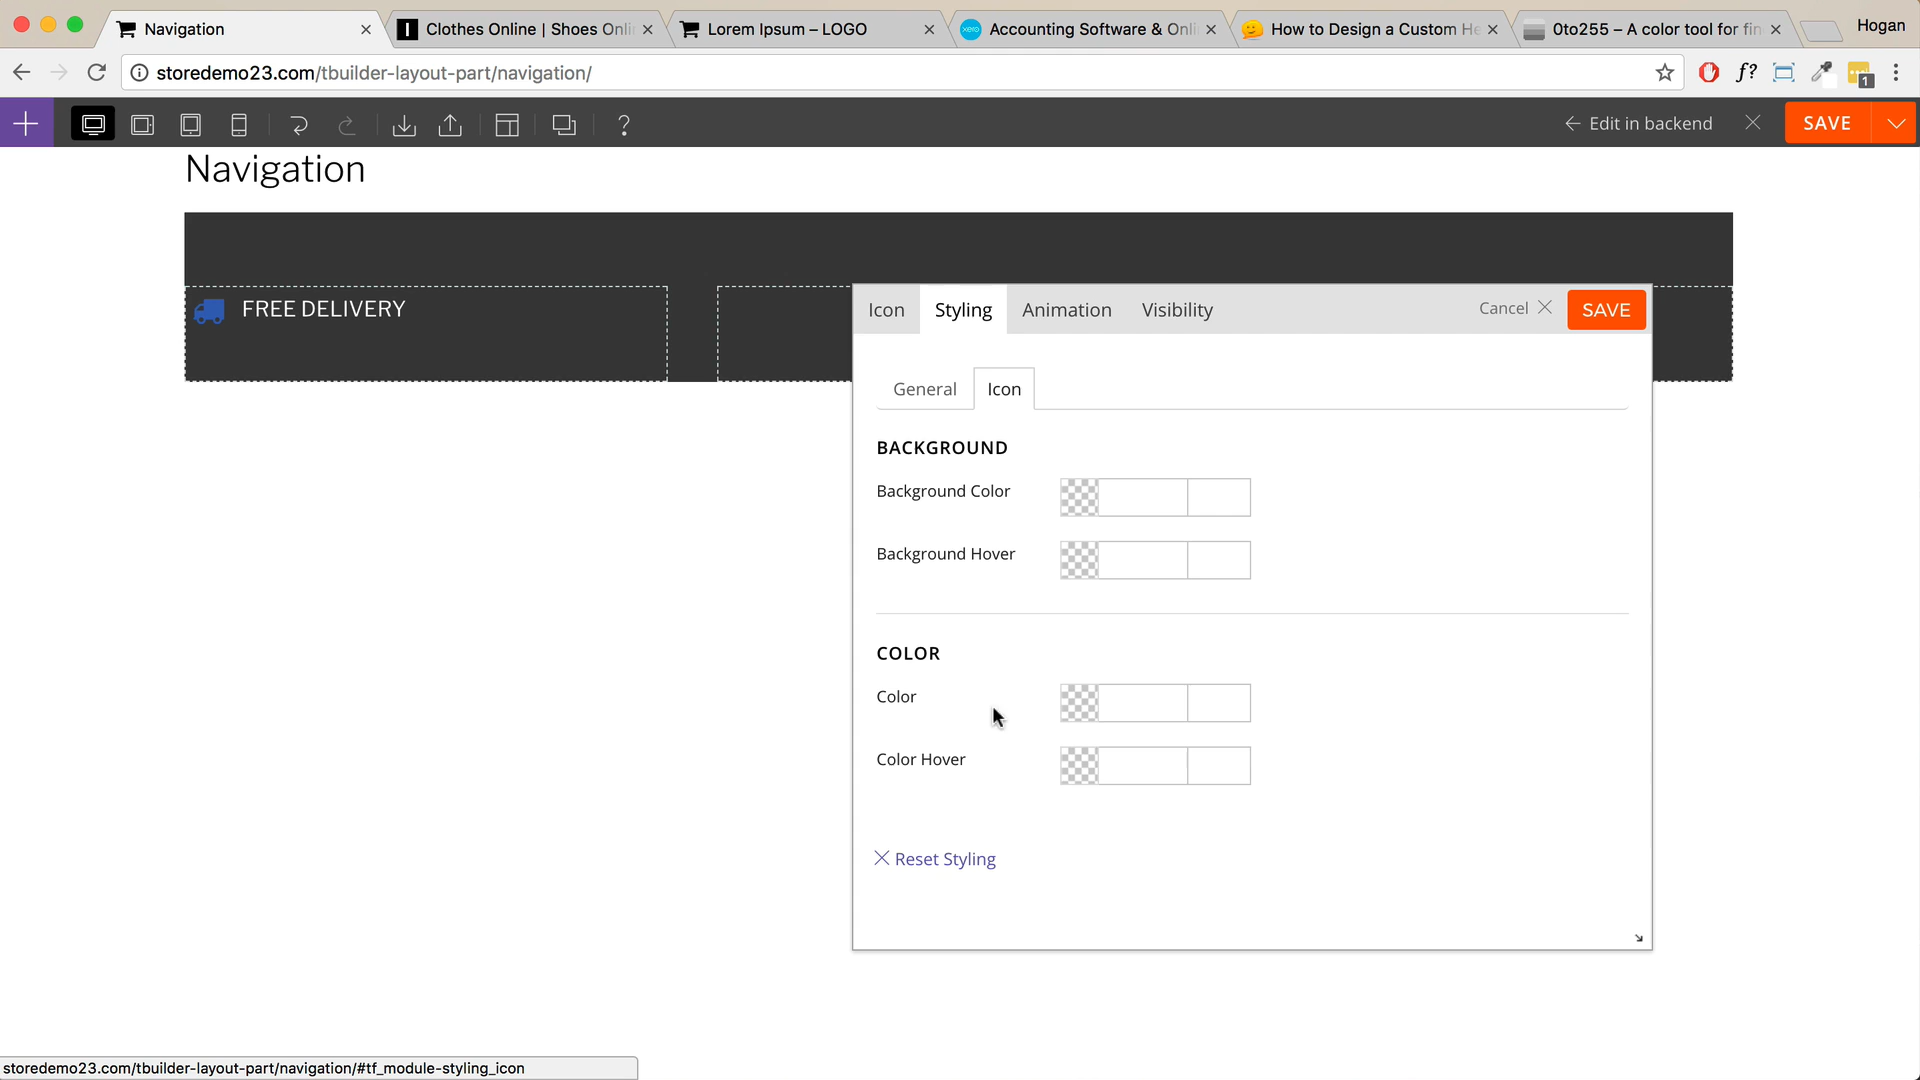 Navigation
Clothes Online | Shoes Onlin
Lorem Ipsum – LOGO
Accounting Software & Onli
How to Design a Custom He
0to255 – A color tool for fin
Hogan
storedemo23.com/tbuilder-layout-part/navigation/
f?
1
?
Edit in backend
SAVE
Navigation
FREE DELIVERY
Icon
Styling
Animation
Visibility
Cancel
SAVE
General
Icon
BACKGROUND
Background Color
Background Hover
COLOR
Color
Color Hover
Reset Styling
storedemo23.com/tbuilder-layout-part/navigation/#tf_module-styling_icon